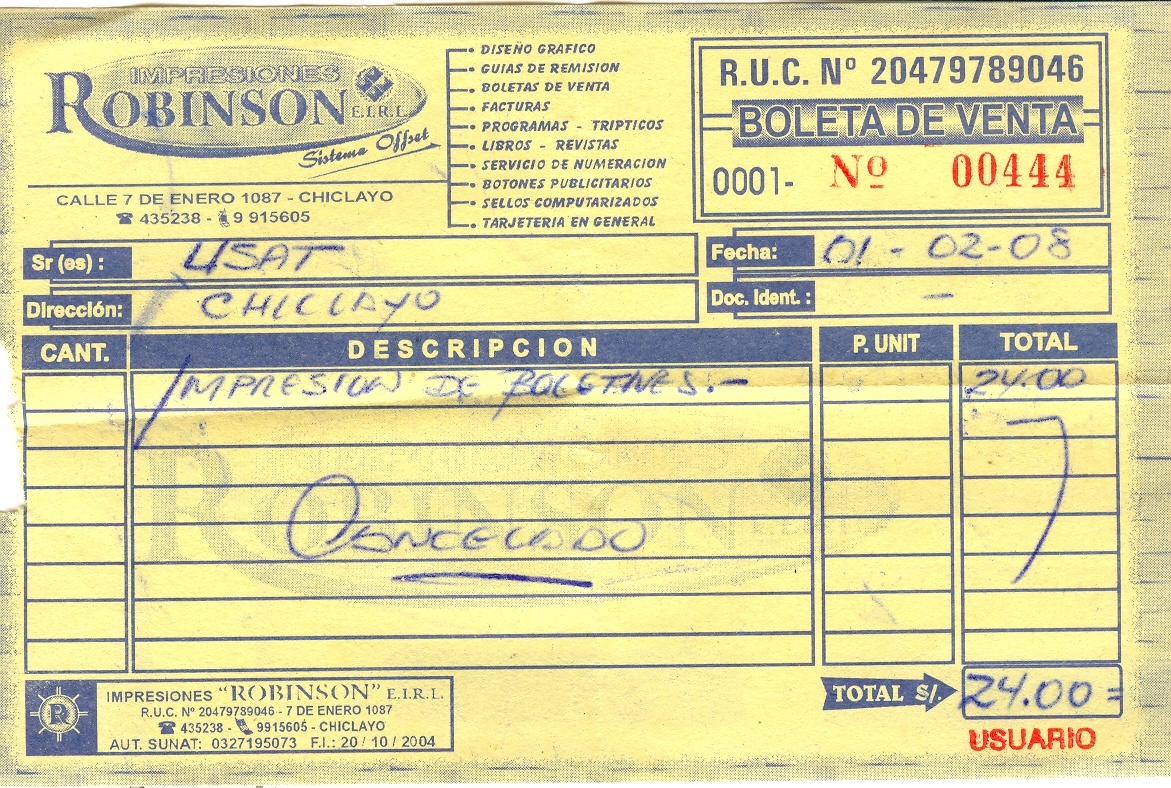 IMPRESIONES
ROBINSON E.I.R.L.
Sistema Offset
CALLE 7 DE ENERO 1087 - CHICLAYO
☎ 435238 - 9 915605
• DISEÑO GRAFICO
• GUIAS DE REMISION
• BOLETAS DE VENTA
• FACTURAS
• PROGRAMAS - TRIPTICOS
• LIBROS - REVISTAS
• SERVICIO DE NUMERACION
• BOTONES PUBLICITARIOS
• SELLOS COMPUTARIZADOS
• TARJETERIA EN GENERAL
R.U.C. Nº 20479789046
BOLETA DE VENTA
0001- Nº 00444
Sr (es) : USAT
Fecha: 01 - 02 - 08
Dirección: CHICLAYO
Doc. Ident. : —
CANT. DESCRIPCION P. UNIT TOTAL
IMPRESION DE BOLETINES.- 24.00
IMPRESIONES
ROBINSON
CANCELADO
IMPRESIONES "ROBINSON" E.I.R.L.
R.U.C. Nº 20479789046 - 7 DE ENERO 1087
☎ 435238 - 9915605 - CHICLAYO
AUT. SUNAT: 0327195073 F.I.: 20 / 10 / 2004
TOTAL S/. 24.00 =
USUARIO